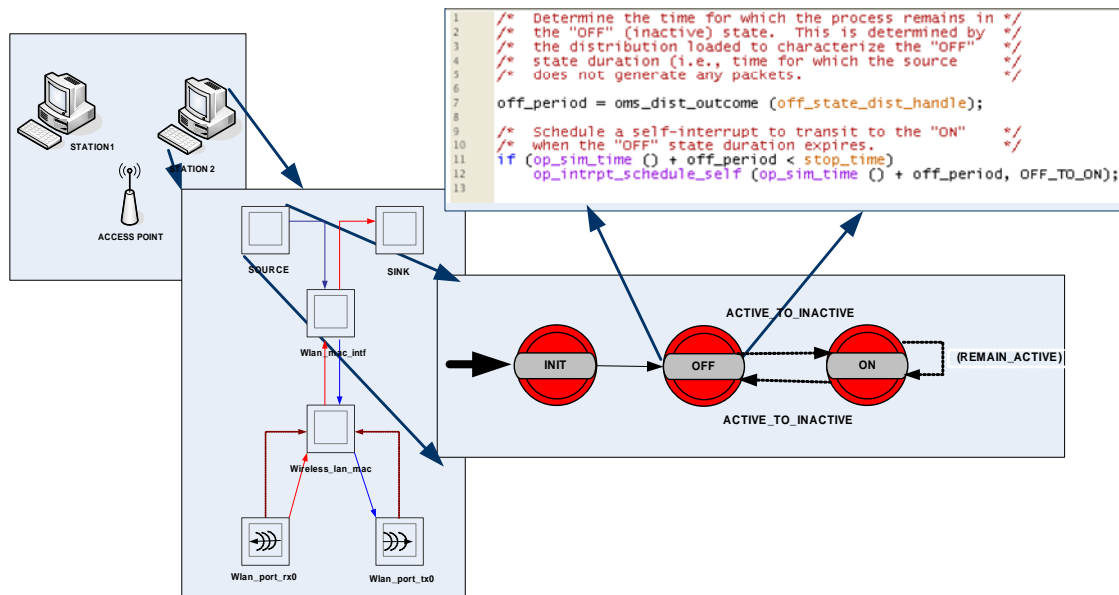 1 /* Determine the time for which the process remains in */
2 /* the "OFF" (inactive) state. This is determined by */
3 /* the distribution loaded to characterize the "OFF" */
4 /* state duration (i.e., time for which the source */
5 /* does not generate any packets. */
6
7 off_period = oms_dist_outcome (off_state_dist_handle);
8
9 /* Schedule a self-interrupt to transit to the "ON" */
10 /* when the "OFF" state duration expires. */
11 if (op_sim_time () + off_period < stop_time)
12 op_intrpt_schedule_self (op_sim_time () + off_period, OFF_TO_ON);
13
STATION1
STATION 2
ACCESS POINT
SOURCE
SINK
Wlan_mac_intf
Wireless_lan_mac
Wlan_port_rx0
Wlan_port_tx0
ACTIVE_TO_INACTIVE
INIT
OFF
ON
(REMAIN_ACTIVE)
ACTIVE_TO_INACTIVE